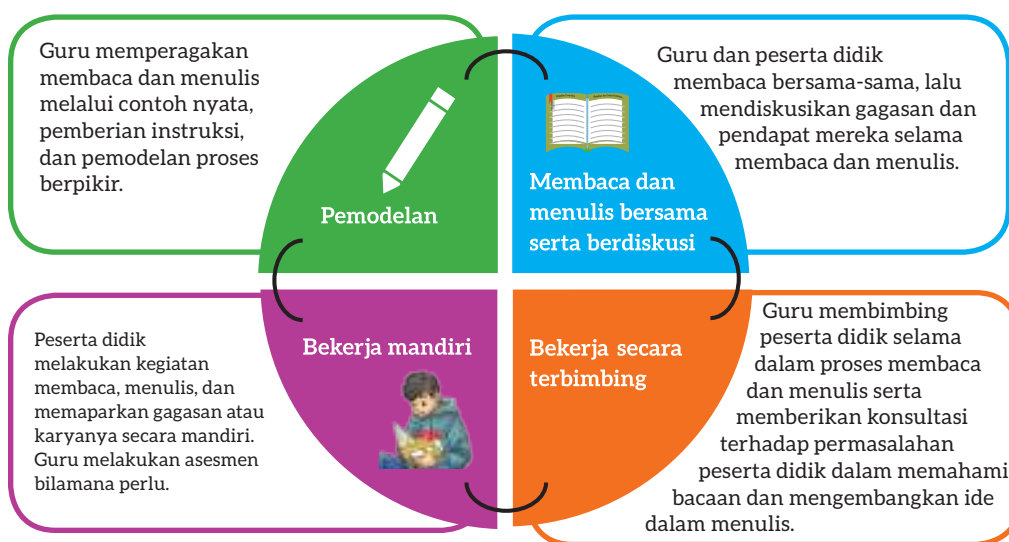 Guru memperagakan
membaca dan menulis
melalui contoh nyata,
pemberian instruksi,
dan pemodelan proses
berpikir.
Pemodelan
Guru dan peserta didik
membaca bersama-sama, lalu
mendiskusikan gagasan dan
pendapat mereka selama
membaca dan menulis.
Membaca dan
menulis bersama
serta berdiskusi
Peserta didik
melakukan kegiatan
membaca, menulis, dan
memaparkan gagasan atau
karyanya secara mandiri.
Guru melakukan asesmen
bilamana perlu.
Bekerja mandiri
Bekerja secara
terbimbing
Guru membimbing
peserta didik selama
dalam proses membaca
dan menulis serta
memberikan konsultasi
terhadap permasalahan
peserta didik dalam memahami
bacaan dan mengembangkan ide
dalam menulis.